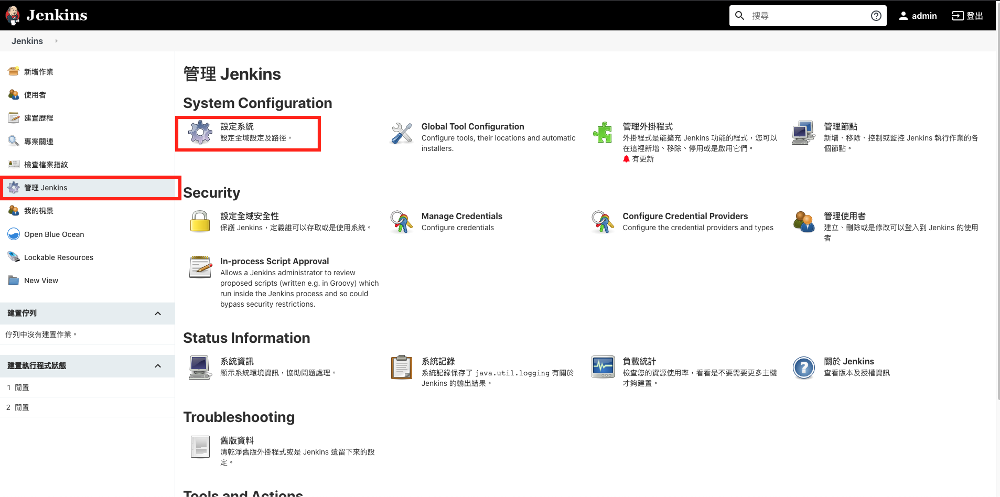 Jenkins
搜尋
admin
登出
Jenkins
新增作業
使用者
建置歷程
專案關連
檢查檔案指紋
管理 Jenkins
我的視景
Open Blue Ocean
Lockable Resources
New View
建置佇列
佇列中沒有建置作業。
建置執行程式狀態
1 閒置
2 閒置
管理 Jenkins
System Configuration
設定系統
設定全域設定及路徑。
Global Tool Configuration
Configure tools, their locations and automatic
installers.
管理外掛程式
外掛程式是能擴充 Jenkins 功能的程式，您可以
在這裡新增、移除、停用或是啟用它們。
有更新
管理節點
新增、移除、控制或監控 Jenkins 執行作業的各
個節點。
Security
設定全域安全性
保護 Jenkins，定義誰可以存取或是使用系統。
Manage Credentials
Configure credentials
Configure Credential Providers
Configure the credential providers and types
管理使用者
建立、刪除或是修改可以登入到 Jenkins 的使用
者
In-process Script Approval
Allows a Jenkins administrator to review
proposed scripts (written e.g. in Groovy) which
run inside the Jenkins process and so could
bypass security restrictions.
Status Information
系統資訊
顯示系統環境資訊，協助問題處理。
系統記錄
系統記錄保存了 java.util.logging 有關於
Jenkins 的輸出結果。
負載統計
檢查您的資源使用率，看看是不要需要更多主機
才夠建置。
關於 Jenkins
查看版本及授權資訊
Troubleshooting
舊版資料
清乾淨舊版外掛程式或是 Jenkins 遺留下來的設
定。
Tools and Actions